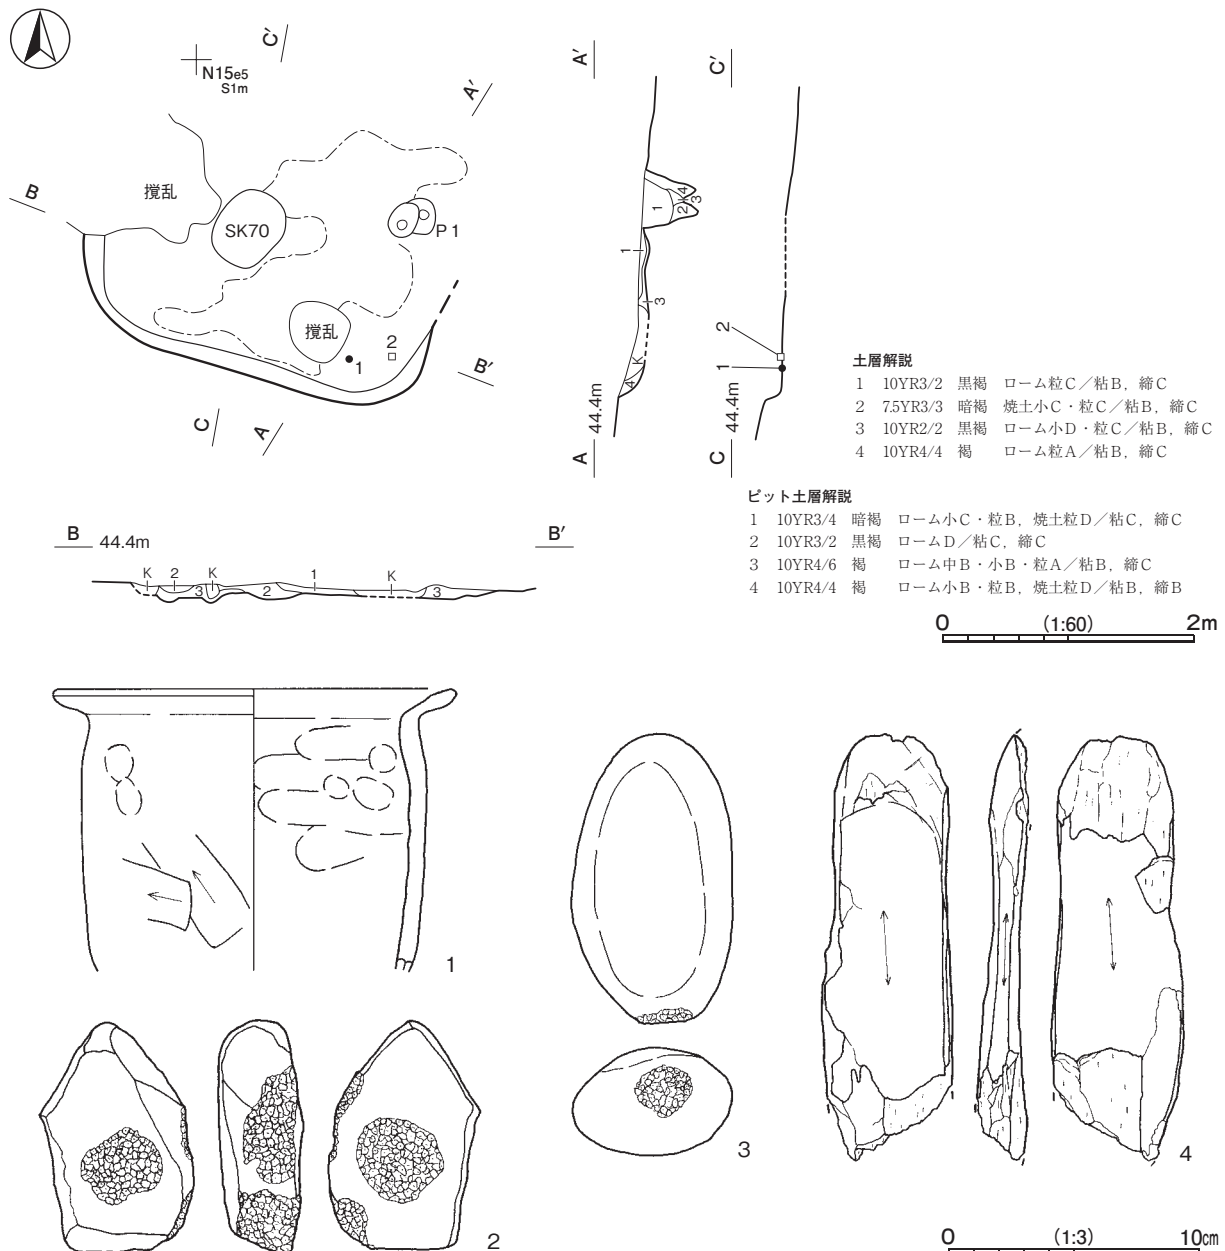 N15e5
S1m
C′
A′
B
撹乱
SK70
P 1
撹乱
1
2
B′
C
A
A′
C′
1
2
3
4
K
1
3
K
4
44.4m
A
2
1
44.4m
C
土層解説
1 10YR3/2 黒褐 ローム粒C／粘B，締C
2 7.5YR3/3 暗褐 焼土小C・粒C／粘B，締C
3 10YR2/2 黒褐 ローム小D・粒C／粘B，締C
4 10YR4/4 褐 ローム粒A／粘B，締C
ピット土層解説
1 10YR3/4 暗褐 ローム小C・粒B，焼土粒D／粘C，締C
2 10YR3/2 黒褐 ロームD／粘C，締C
3 10YR4/6 褐 ローム中B・小B・粒A／粘B，締C
4 10YR4/4 褐 ローム小B・粒B，焼土粒D／粘B，締B
B 44.4m B′
K 2 K 1 K
3 2 3
0 (1:60) 2m
1
2
3
4
0 (1:3) 10㎝